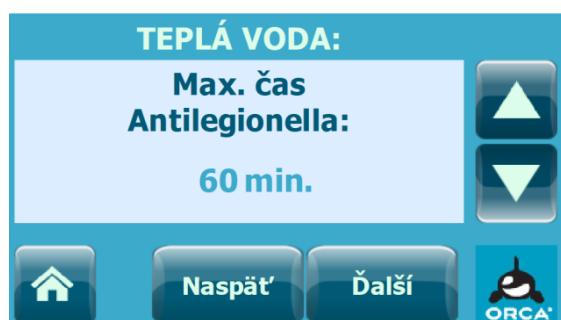 TEPLÁ VODA:
Max. čas
Antilegionella:
60 min.
Naspäť
Ďalší
ORCA